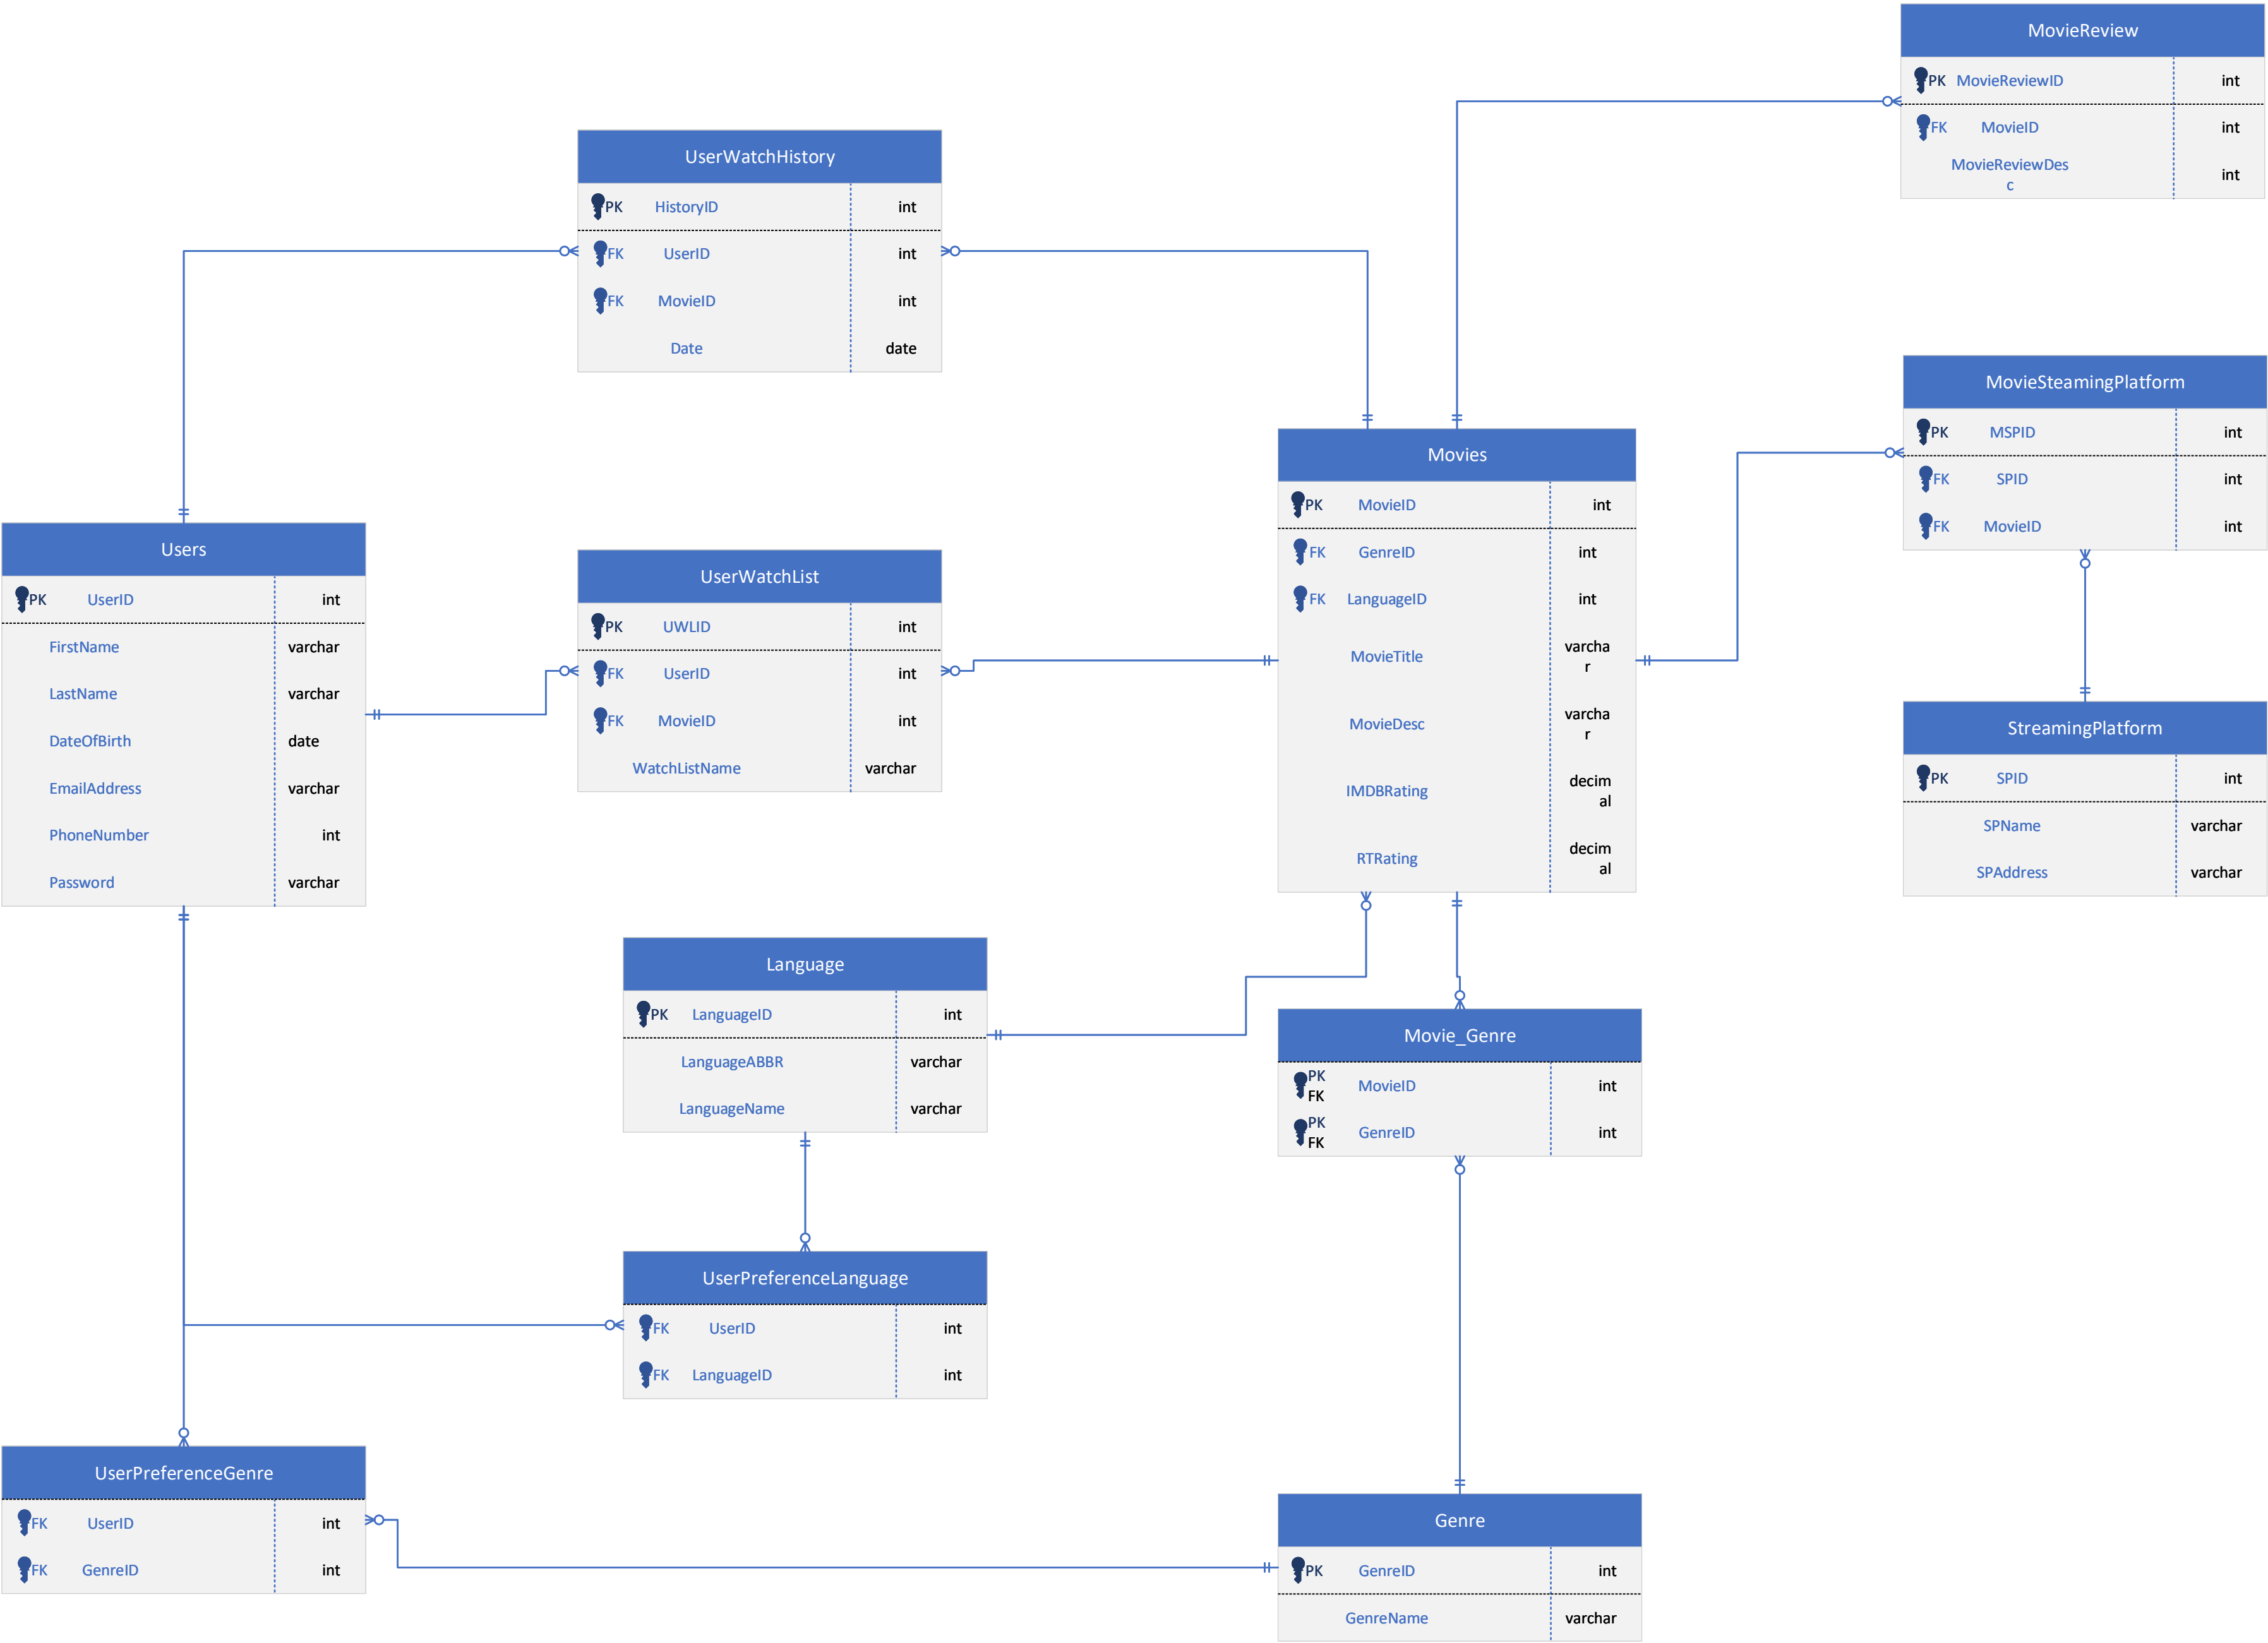 MovieReview
PK MovieReviewID int
FK MovieID int
MovieReviewDes
c
int
UserWatchHistory
PK HistoryID int
FK UserID int
FK MovieID int
Date date
MovieSteamingPlatform
PK MSPID int
FK SPID int
FK MovieID int
Movies
PK MovieID int
FK GenreID int
FK LanguageID int
MovieTitle varcha
r
MovieDesc varcha
r
IMDBRating decim
al
RTRating decim
al
Users
PK UserID int
FirstName varchar
LastName varchar
DateOfBirth date
EmailAddress varchar
PhoneNumber int
Password varchar
UserWatchList
PK UWLID int
FK UserID int
FK MovieID int
WatchListName varchar
StreamingPlatform
PK SPID int
SPName varchar
SPAddress varchar
Language
PK LanguageID int
LanguageABBR varchar
LanguageName varchar
Movie_Genre
PK
FK
MovieID int
PK
FK
GenreID int
UserPreferenceLanguage
FK UserID int
FK LanguageID int
UserPreferenceGenre
FK UserID int
FK GenreID int
Genre
PK GenreID int
GenreName varchar